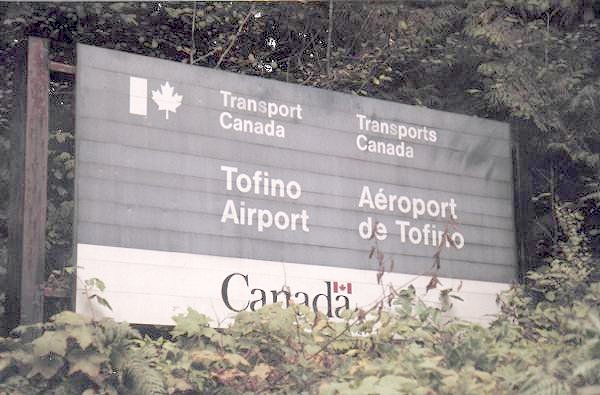 Transport
Canada
Transports
Canada
Tofino
Airport
Aéroport
de Tofino
Canada